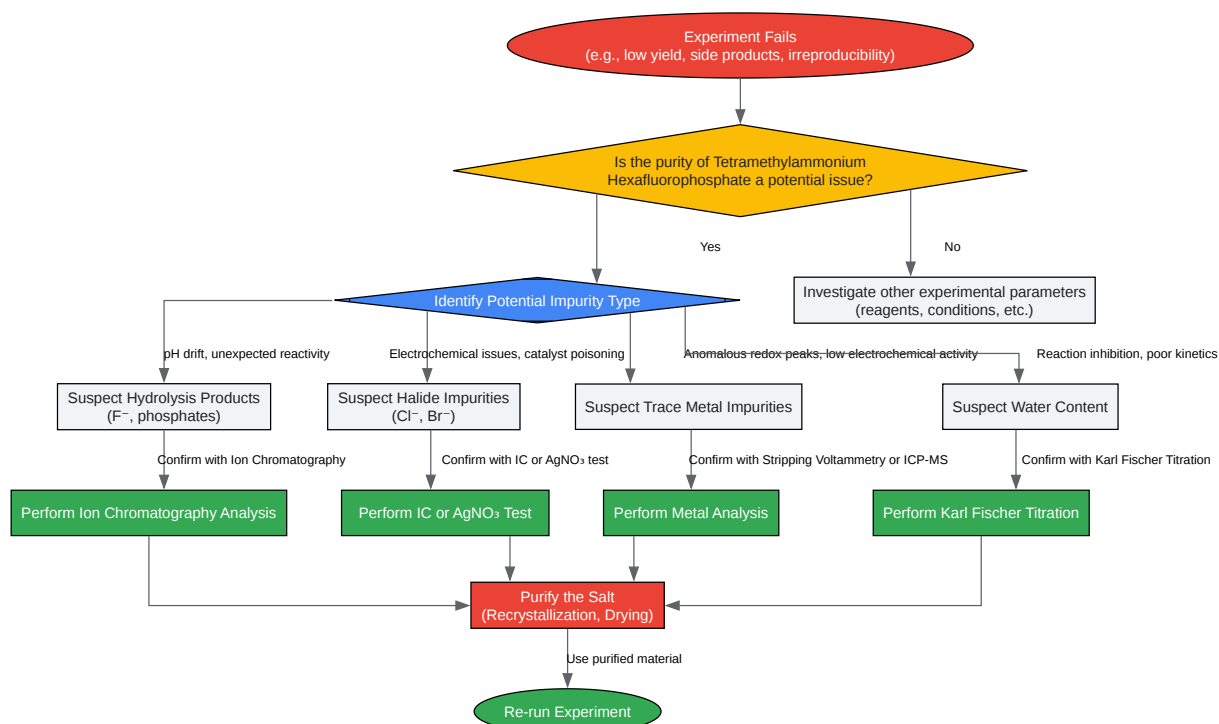 Experiment Fails
(e.g., low yield, side products, irreproducibility)
Is the purity of Tetramethylammonium
Hexafluorophosphate a potential issue?
Yes
No
Identify Potential Impurity Type
Investigate other experimental parameters
(reagents, conditions, etc.)
pH drift, unexpected reactivity
Electrochemical issues, catalyst poisoning
Anomalous redox peaks, low electrochemical activity
Reaction inhibition, poor kinetics
Suspect Hydrolysis Products
(F⁻, phosphates)
Suspect Halide Impurities
(Cl⁻, Br⁻)
Suspect Trace Metal Impurities
Suspect Water Content
Confirm with Ion Chromatography
Confirm with IC or AgNO₃ test
Confirm with Stripping Voltammetry or ICP-MS
Confirm with Karl Fischer Titration
Perform Ion Chromatography Analysis
Perform IC or AgNO₃ Test
Perform Metal Analysis
Perform Karl Fischer Titration
Purify the Salt
(Recrystallization, Drying)
Use purified material
Re-run Experiment